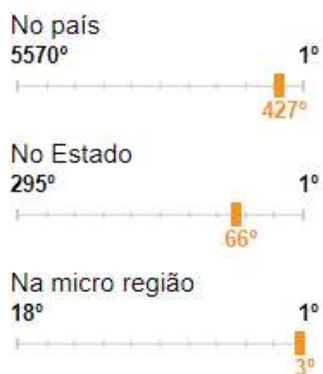 No país
5570º 1º
427º
No Estado
295º 1º
66º
Na micro região
18º 1º
3º